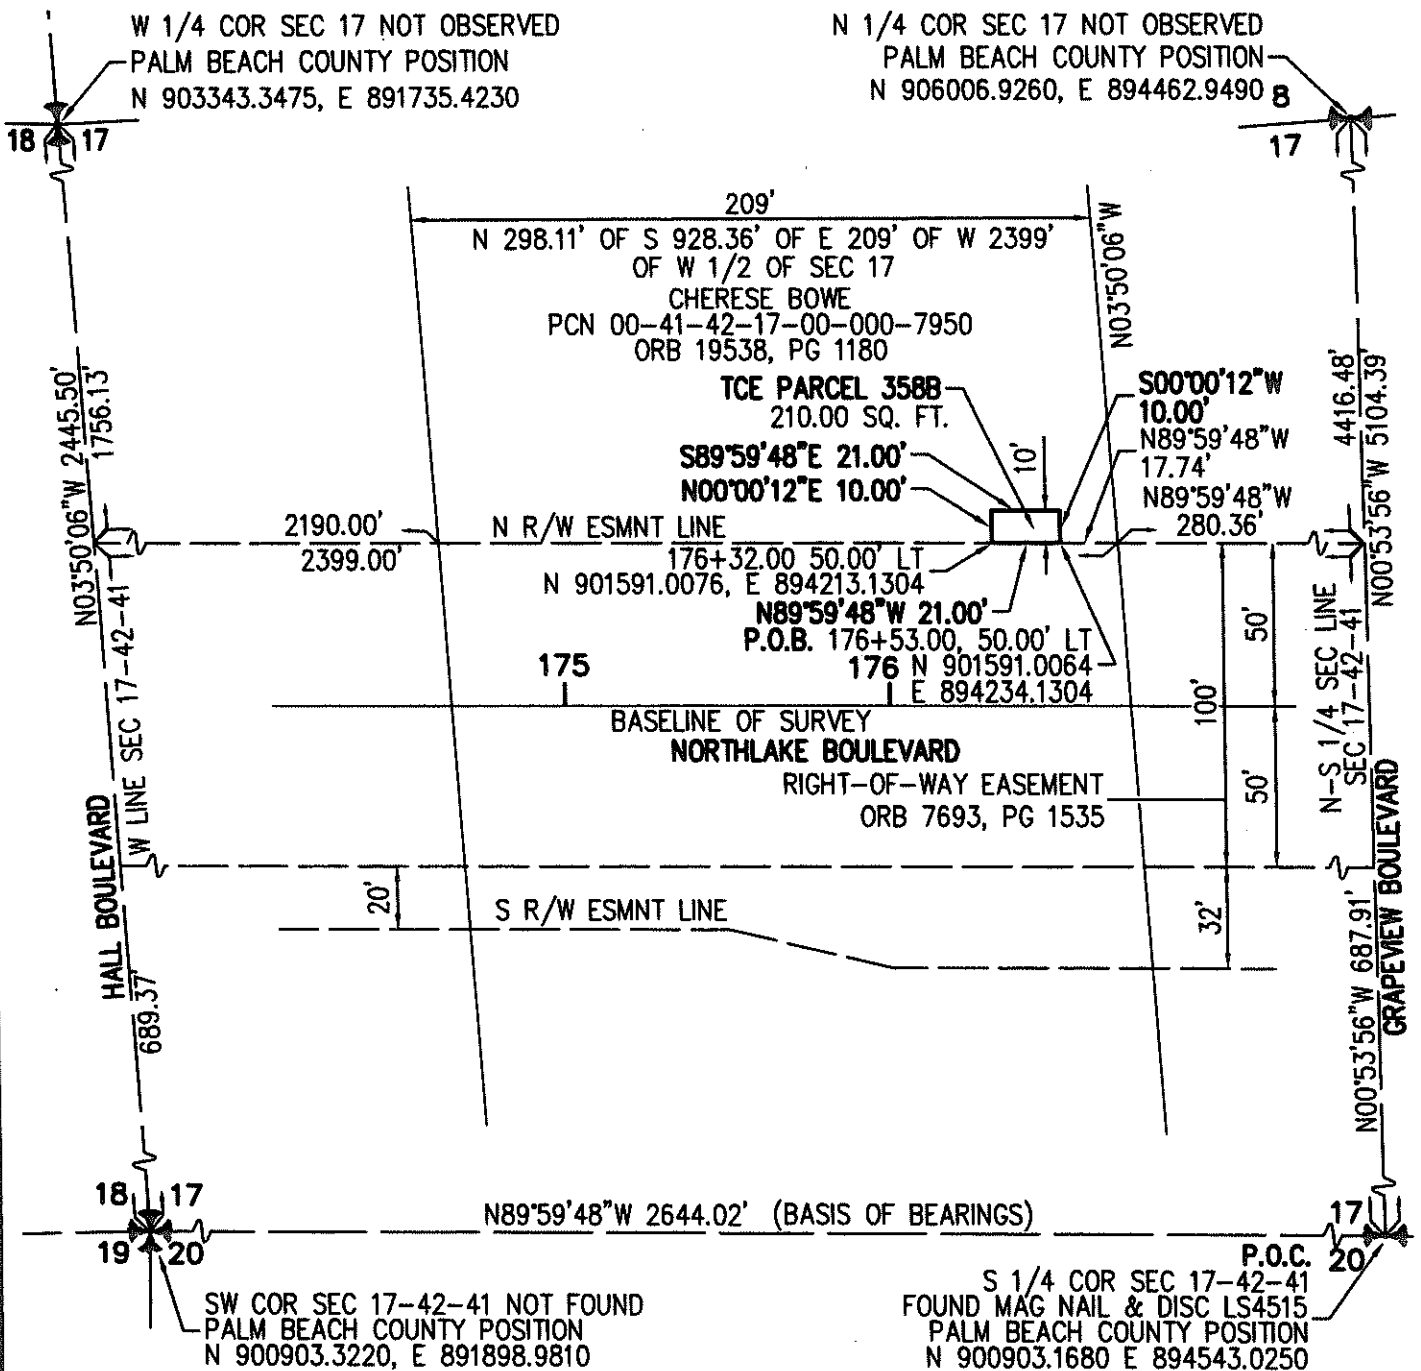 W 1/4 COR SEC 17 NOT OBSERVED
PALM BEACH COUNTY POSITION
N 903343.3475, E 891735.4230
N 1/4 COR SEC 17 NOT OBSERVED
PALM BEACH COUNTY POSITION
N 906006.9260, E 894462.9490
8
17
18 17
209'
N 298.11' OF S 928.36' OF E 209' OF W 2399'
OF W 1/2 OF SEC 17
CHERESE BOWE
PCN 00-41-42-17-00-000-7950
ORB 19538, PG 1180
N03°50'06"W
TCE PARCEL 358B
210.00 SQ. FT.
S89°59'48"E 21.00'
N00°00'12"E 10.00'
10'
S00°00'12"W
10.00'
N89°59'48"W
17.74'
N89°59'48"W
280.36'
N03°50'06"W 2445.50'
1756.13'
4416.48'
N00°53'56"W 5104.39'
2190.00'
2399.00'
N R/W ESMNT LINE
176+32.00 50.00' LT
N 901591.0076, E 894213.1304
N89°59'48"W 21.00'
P.O.B. 176+53.00, 50.00' LT
N 901591.0064
E 894234.1304
175
176
BASELINE OF SURVEY
NORTHLAKE BOULEVARD
RIGHT-OF-WAY EASEMENT
ORB 7693, PG 1535
100'
50'
50'
32'
N-S 1/4 SEC LINE
SEC 17-42-41
W LINE SEC 17-42-41
HALL BOULEVARD
689.37'
20'
S R/W ESMNT LINE
N00°53'56"W 687.91'
GRAPEVIEW BOULEVARD
18 17
19 20
N89°59'48"W 2644.02' (BASIS OF BEARINGS)
17
20
P.O.C.
S 1/4 COR SEC 17-42-41
FOUND MAG NAIL & DISC LS4515
PALM BEACH COUNTY POSITION
N 900903.1680 E 894543.0250
SW COR SEC 17-42-41 NOT FOUND
PALM BEACH COUNTY POSITION
N 900903.3220, E 891898.9810